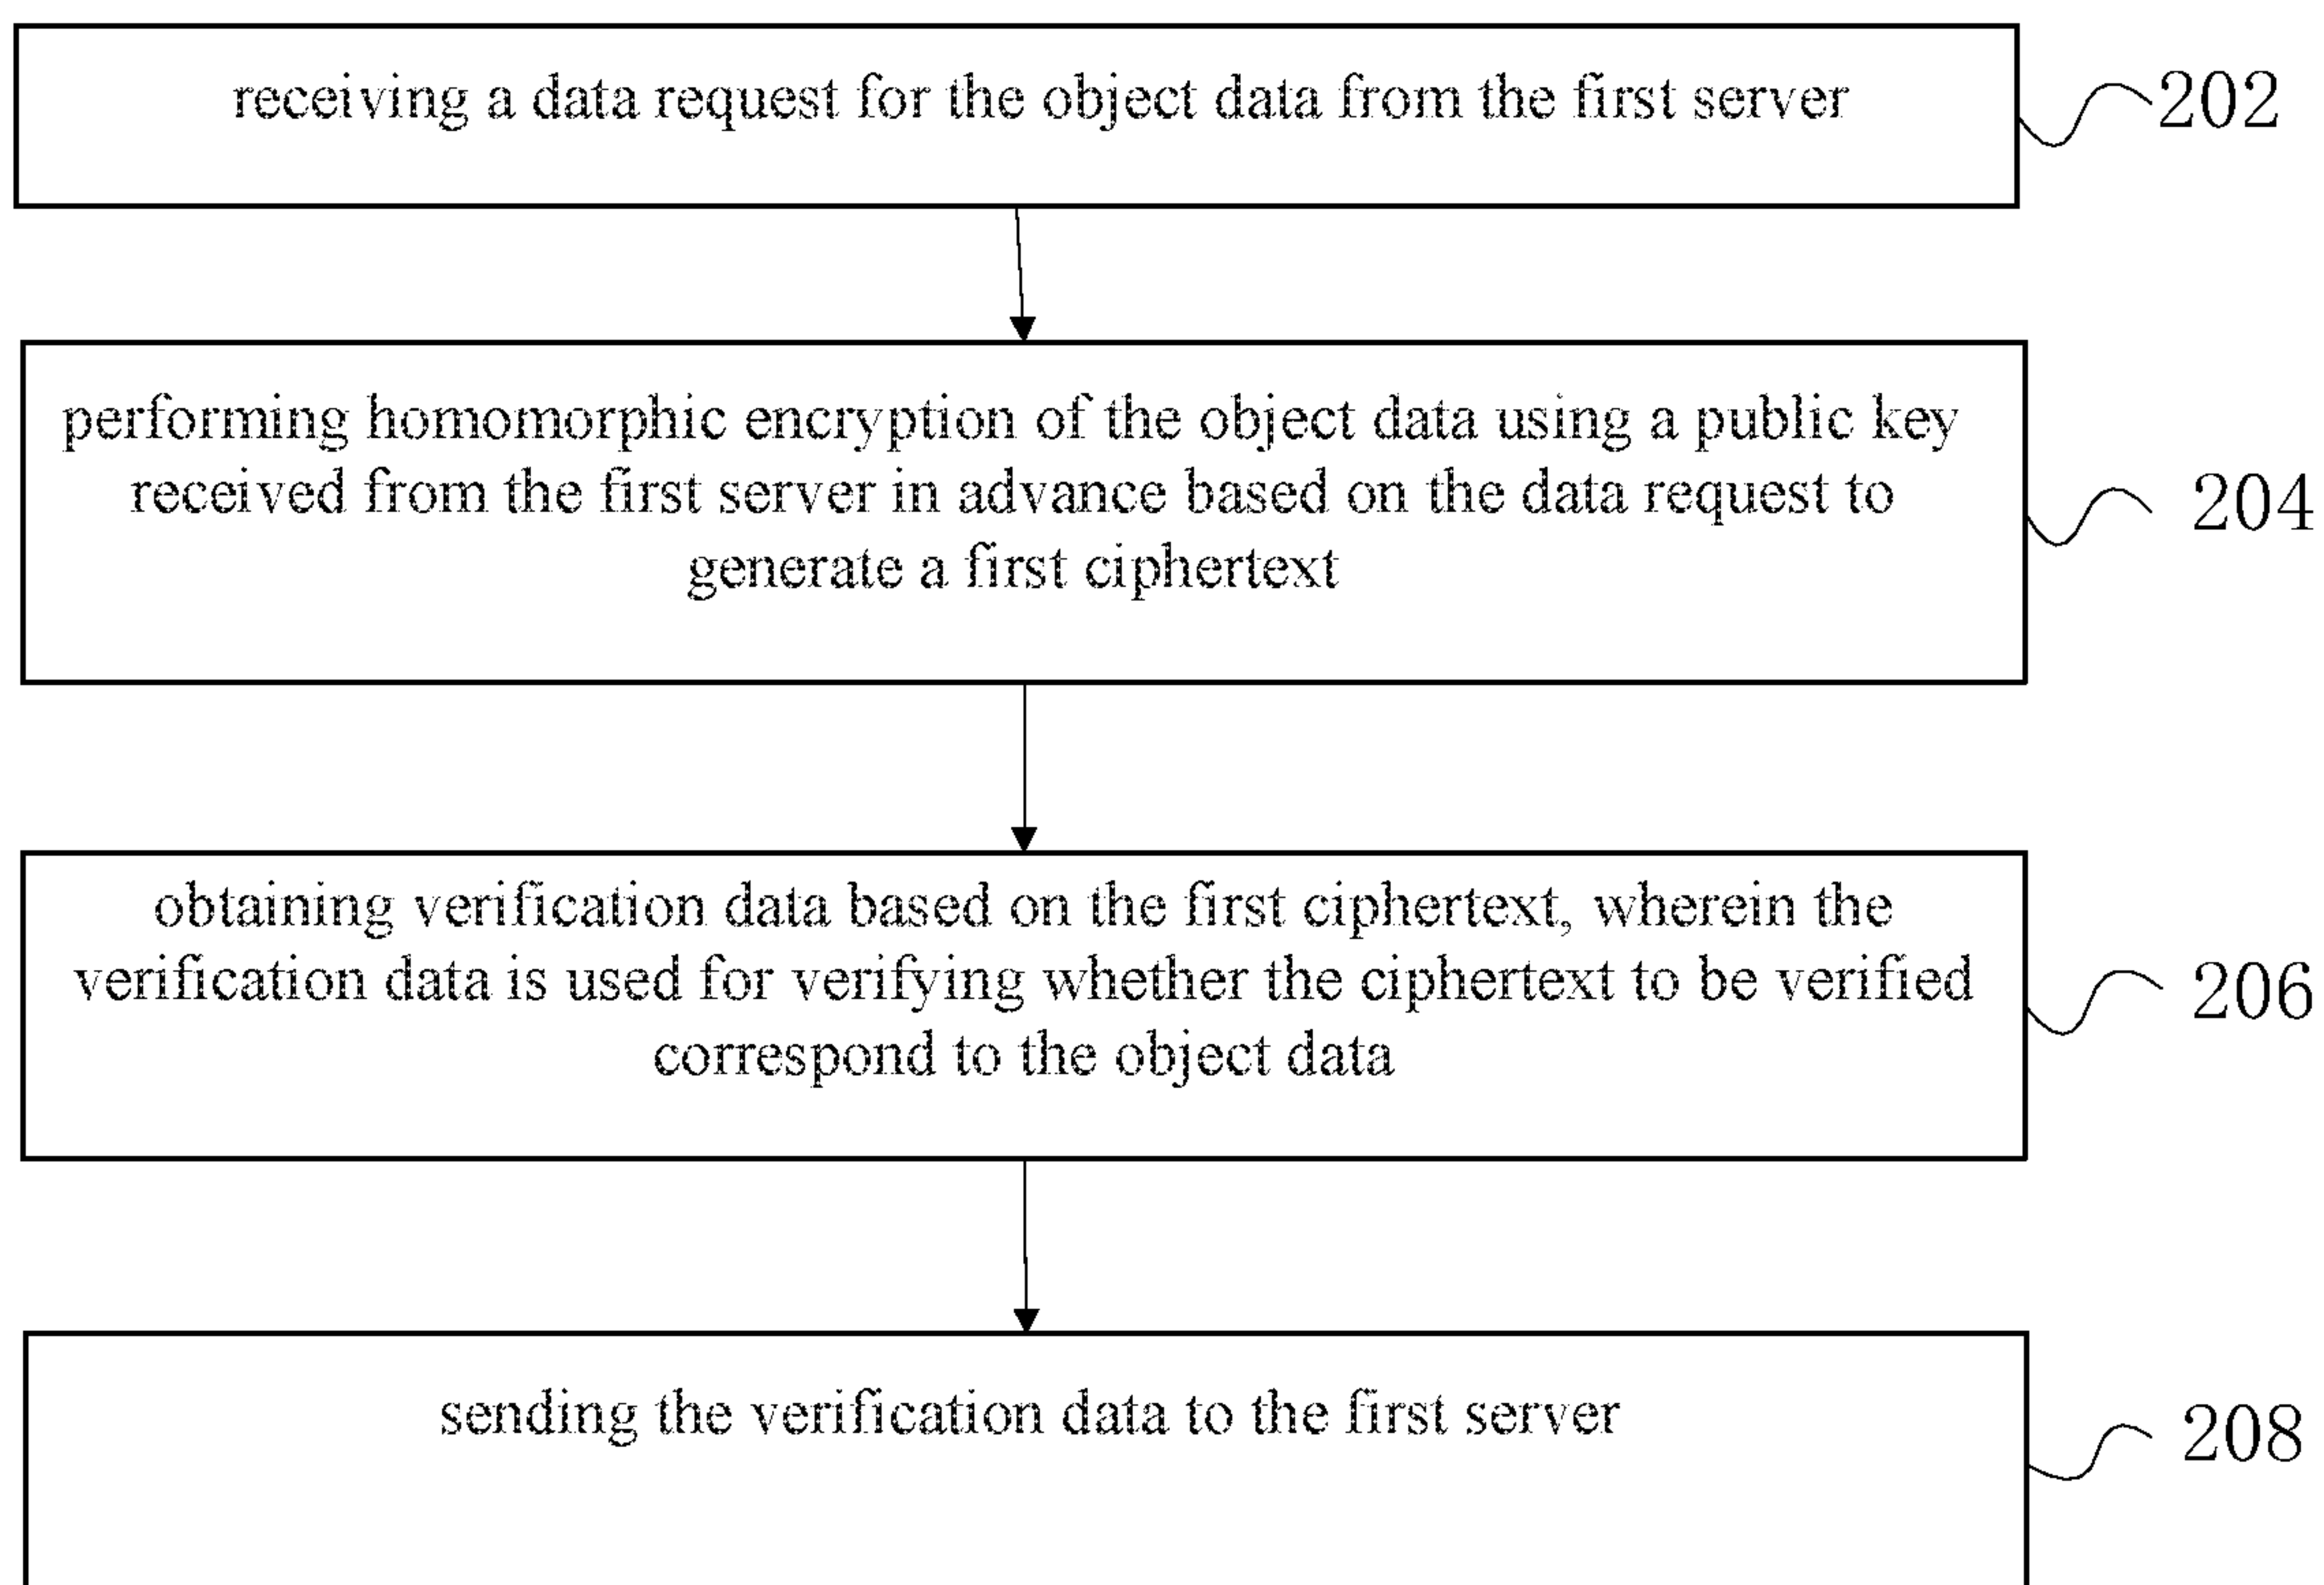 receiving a data request for the object data from the first server
202
performing homomorphic encryption of the object data using a public key
received from the first server in advance based on the data request to
generate a first ciphertext
204
obtaining verification data based on the first ciphertext, wherein the
verification data is used for verifying whether the ciphertext to be verified
correspond to the object data
206
sending the verification data to the first server
208